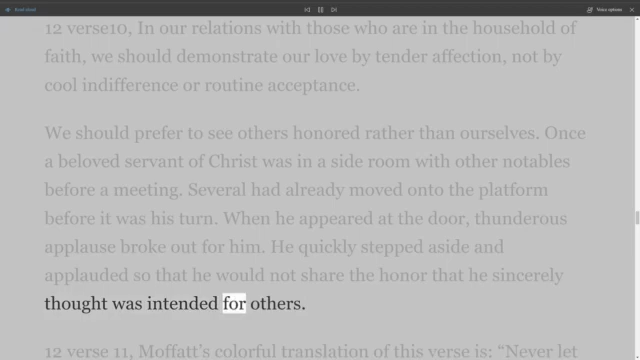 Read aloud
Voice options
12 verse10, In our relations with those who are in the household of
faith, we should demonstrate our love by tender affection, not by
cool indifference or routine acceptance.
We should prefer to see others honored rather than ourselves. Once
a beloved servant of Christ was in a side room with other notables
before a meeting. Several had already moved onto the platform
before it was his turn. When he appeared at the door, thunderous
applause broke out for him. He quickly stepped aside and
applauded so that he would not share the honor that he sincerely
thought was intended for others.
12 verse 11, Moffatt's colorful translation of this verse is: “Never let